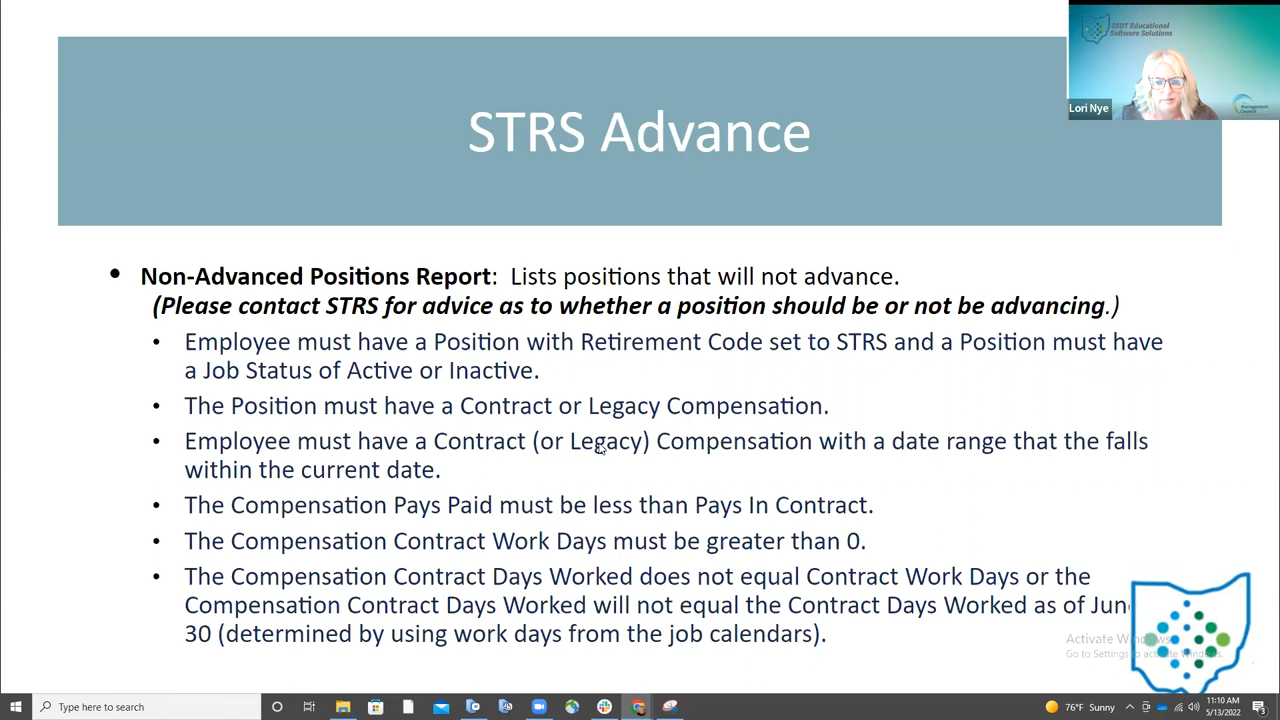 SSDT Educational
Software Solutions
Lori Nye
Management
Council
STRS Advance
• Non-Advanced Positions Report: Lists positions that will not advance.
(Please contact STRS for advice as to whether a position should be or not be advancing.)
• Employee must have a Position with Retirement Code set to STRS and a Position must have
a Job Status of Active or Inactive.
• The Position must have a Contract or Legacy Compensation.
• Employee must have a Contract (or Legacy) Compensation with a date range that the falls
within the current date.
• The Compensation Pays Paid must be less than Pays In Contract.
• The Compensation Contract Work Days must be greater than 0.
• The Compensation Contract Days Worked does not equal Contract Work Days or the
Compensation Contract Days Worked will not equal the Contract Days Worked as of June
30 (determined by using work days from the job calendars).
Activate Windows
Go to Settings to activate Windows.
Type here to search
76°F Sunny
11:10 AM
5/13/2022